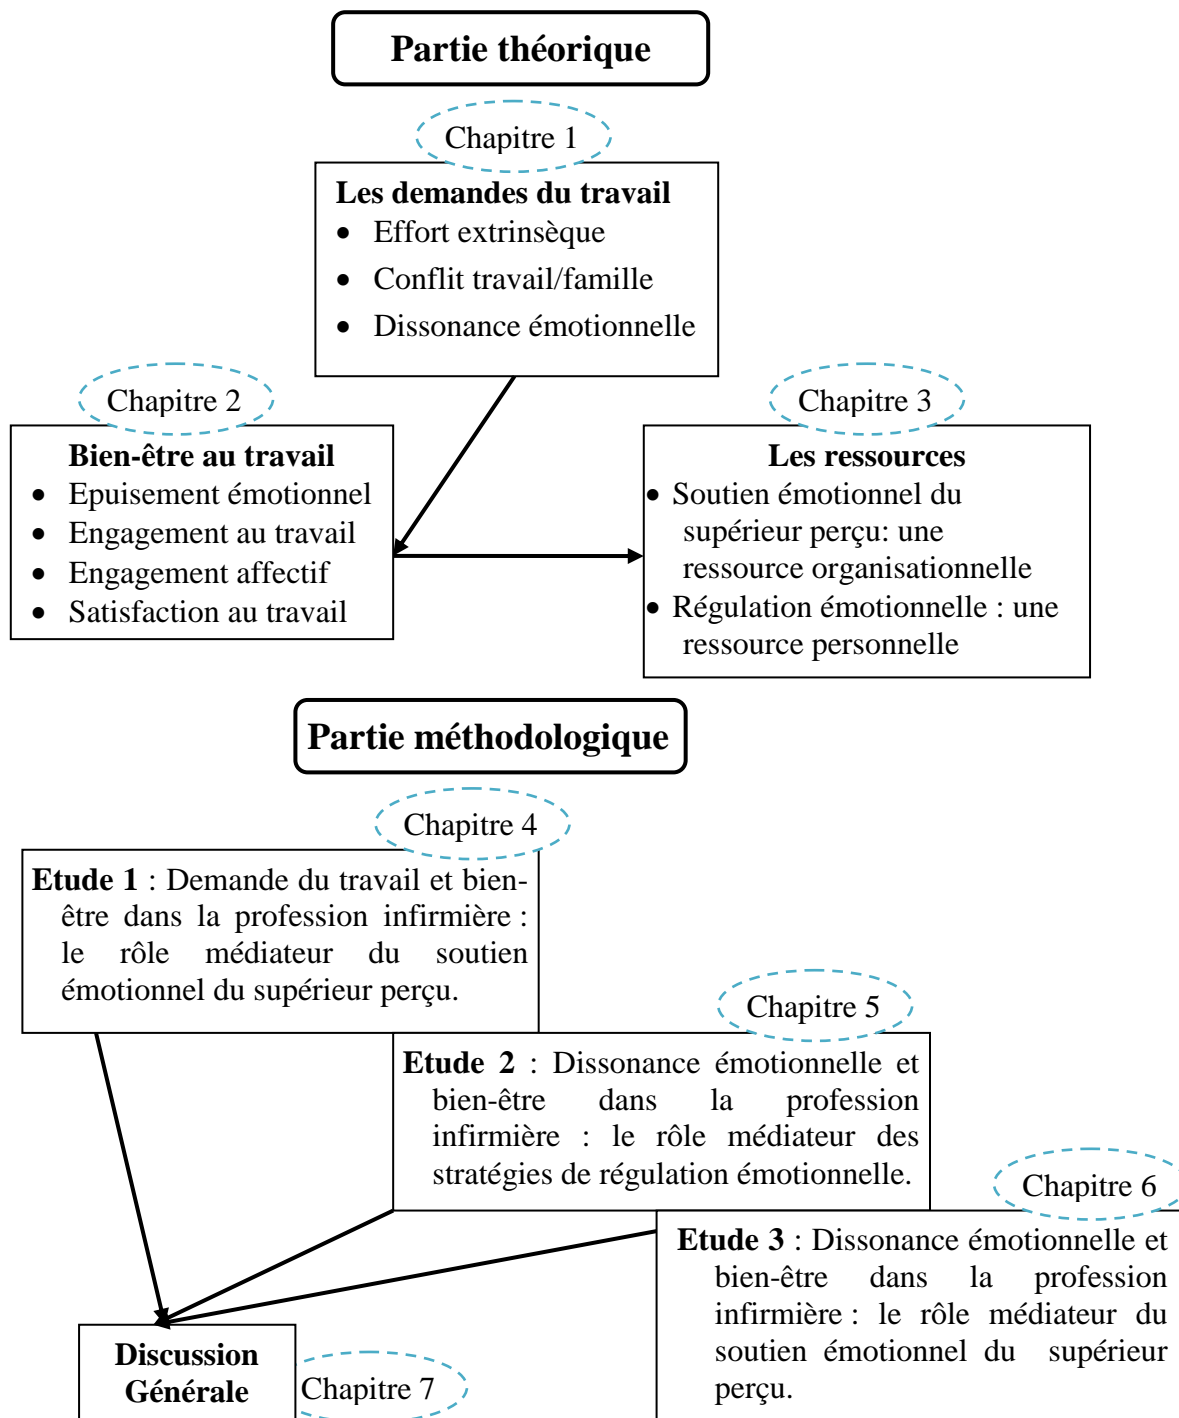 Partie théorique
Chapitre 1
Les demandes du travail
• Effort extrinsèque
• Conflit travail/famille
• Dissonance émotionnelle
Chapitre 2
Bien-être au travail
• Epuisement émotionnel
• Engagement au travail
• Engagement affectif
• Satisfaction au travail
Chapitre 3
Les ressources
• Soutien émotionnel du
supérieur perçu: une
ressource organisationnelle
• Régulation émotionnelle : une
ressource personnelle
Partie méthodologique
Chapitre 4
Etude 1 : Demande du travail et bien-
être dans la profession infirmière :
le rôle médiateur du soutien
émotionnel du supérieur perçu.
Chapitre 5
Etude 2 : Dissonance émotionnelle et
bien-être dans la profession
infirmière : le rôle médiateur des
stratégies de régulation émotionnelle.
Chapitre 6
Etude 3 : Dissonance émotionnelle et
bien-être dans la profession
infirmière : le rôle médiateur du
soutien émotionnel du supérieur
perçu.
Discussion
Générale
Chapitre 7